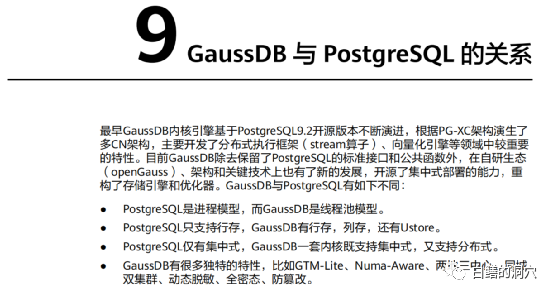 9 GaussDB 与 PostgreSQL 的关系
最早GaussDB内核引擎基于PostgreSQL9.2开源版本不断演进，根据PG-XC架构演生了
多CN架构，主要开发了分布式执行框架（stream算子）、向量化引擎等领域中较重要
的特性。目前GaussDB除去保留了PostgreSQL的标准接口和公共函数外，在自研生态
（openGauss）、架构和关键技术上也有了新的发展，开源了集中式部署的能力，重
构了存储引擎和优化器。GaussDB与PostgreSQL有如下不同：
● PostgreSQL是进程模型，而GaussDB是线程池模型。
● PostgreSQL只支持行存，GaussDB有行存，列存，还有Ustore。
● PostgreSQL仅有集中式，GaussDB一套内核既支持集中式，又支持分布式。
● GaussDB有很多独特的特性，比如GTM-Lite、Numa-Aware、两地三中心、
双集群、动态脱敏、全密态、防篡改。
白鳝的洞穴